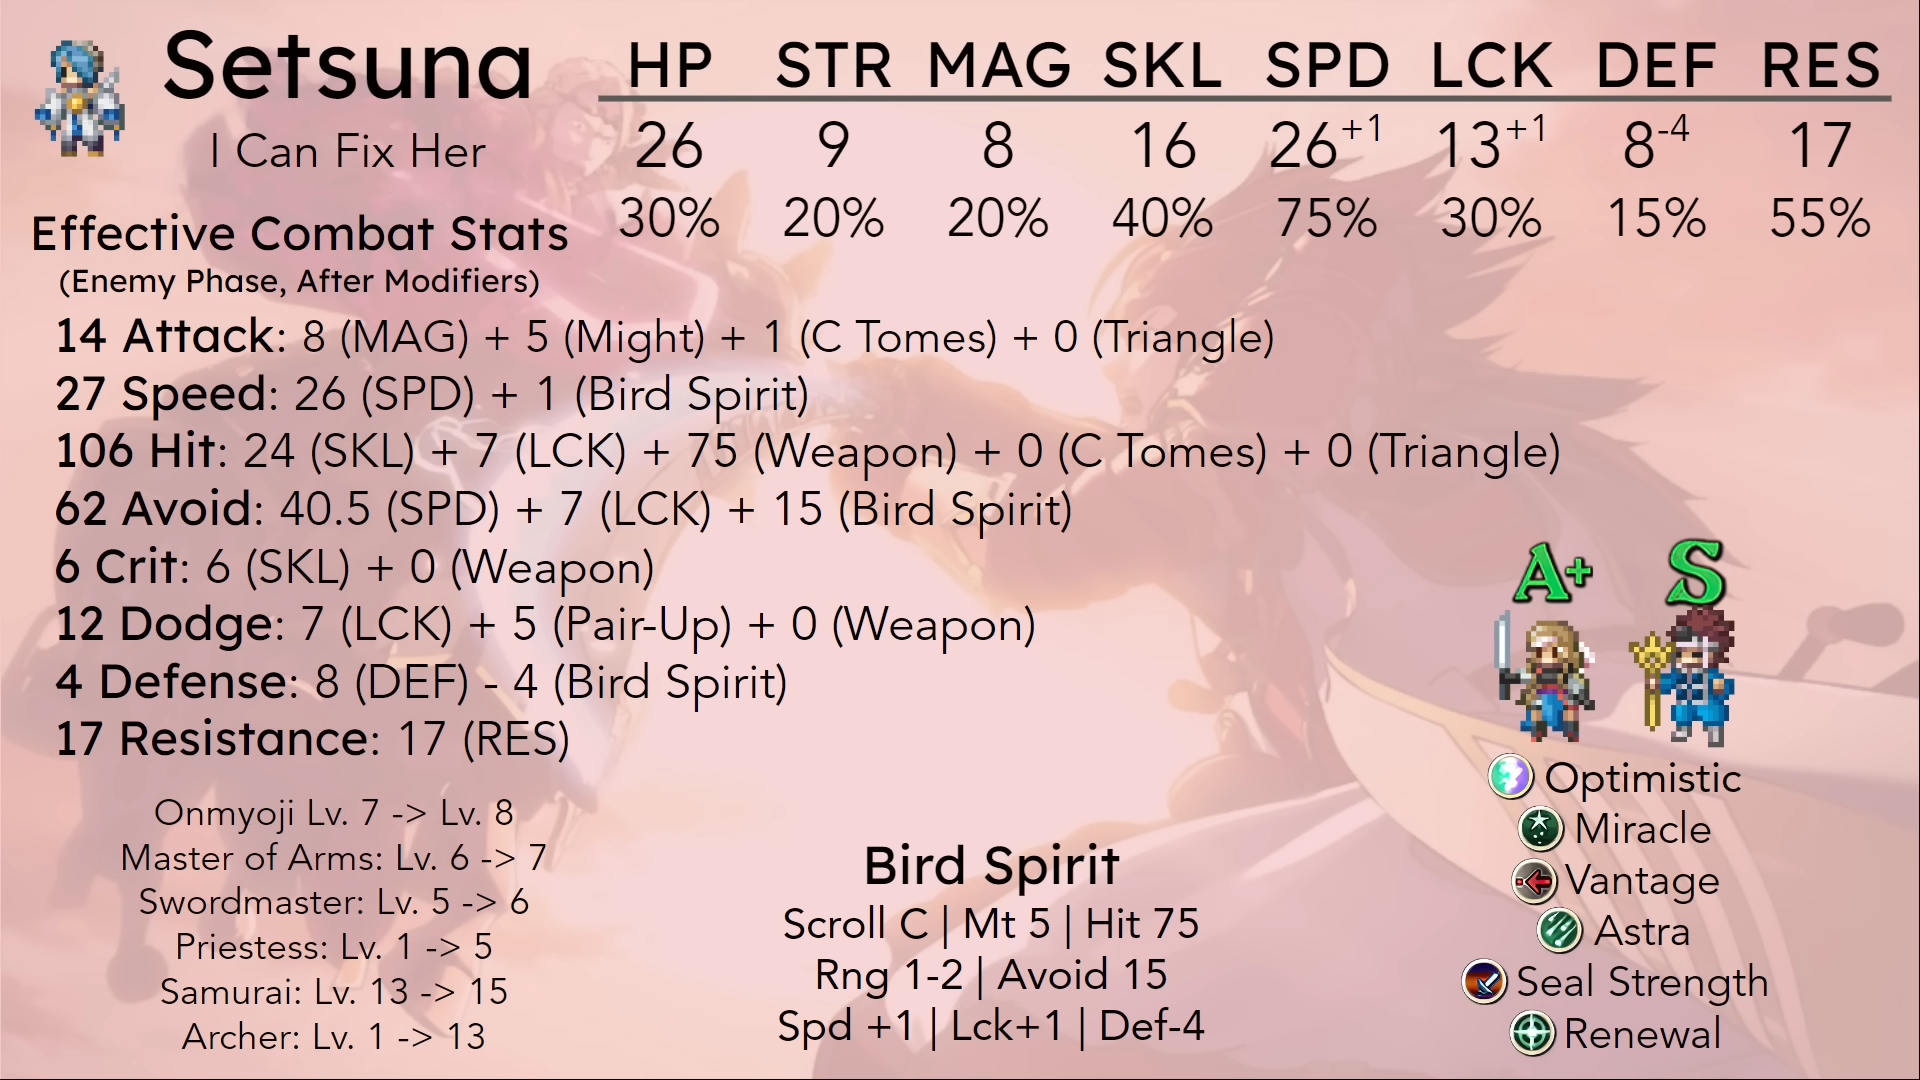 Setsuna
I Can Fix Her
HP STR MAG SKL SPD LCK DEF RES
26 9 8 16 26+1 13+1 8-4 17
30% 20% 20% 40% 75% 30% 15% 55%
Effective Combat Stats
(Enemy Phase, After Modifiers)
14 Attack: 8 (MAG) + 5 (Might) + 1 (C Tomes) + 0 (Triangle)
27 Speed: 26 (SPD) + 1 (Bird Spirit)
106 Hit: 24 (SKL) + 7 (LCK) + 75 (Weapon) + 0 (C Tomes) + 0 (Triangle)
62 Avoid: 40.5 (SPD) + 7 (LCK) + 15 (Bird Spirit)
6 Crit: 6 (SKL) + 0 (Weapon)
12 Dodge: 7 (LCK) + 5 (Pair-Up) + 0 (Weapon)
4 Defense: 8 (DEF) - 4 (Bird Spirit)
17 Resistance: 17 (RES)
Onmyoji Lv. 7 -> Lv. 8
Master of Arms: Lv. 6 -> 7
Swordmaster: Lv. 5 -> 6
Priestess: Lv. 1 -> 5
Samurai: Lv. 13 -> 15
Archer: Lv. 1 -> 13
Bird Spirit
Scroll C | Mt 5 | Hit 75
Rng 1-2 | Avoid 15
Spd +1 | Lck+1 | Def-4
A+ S
Optimistic
Miracle
Vantage
Astra
Seal Strength
Renewal